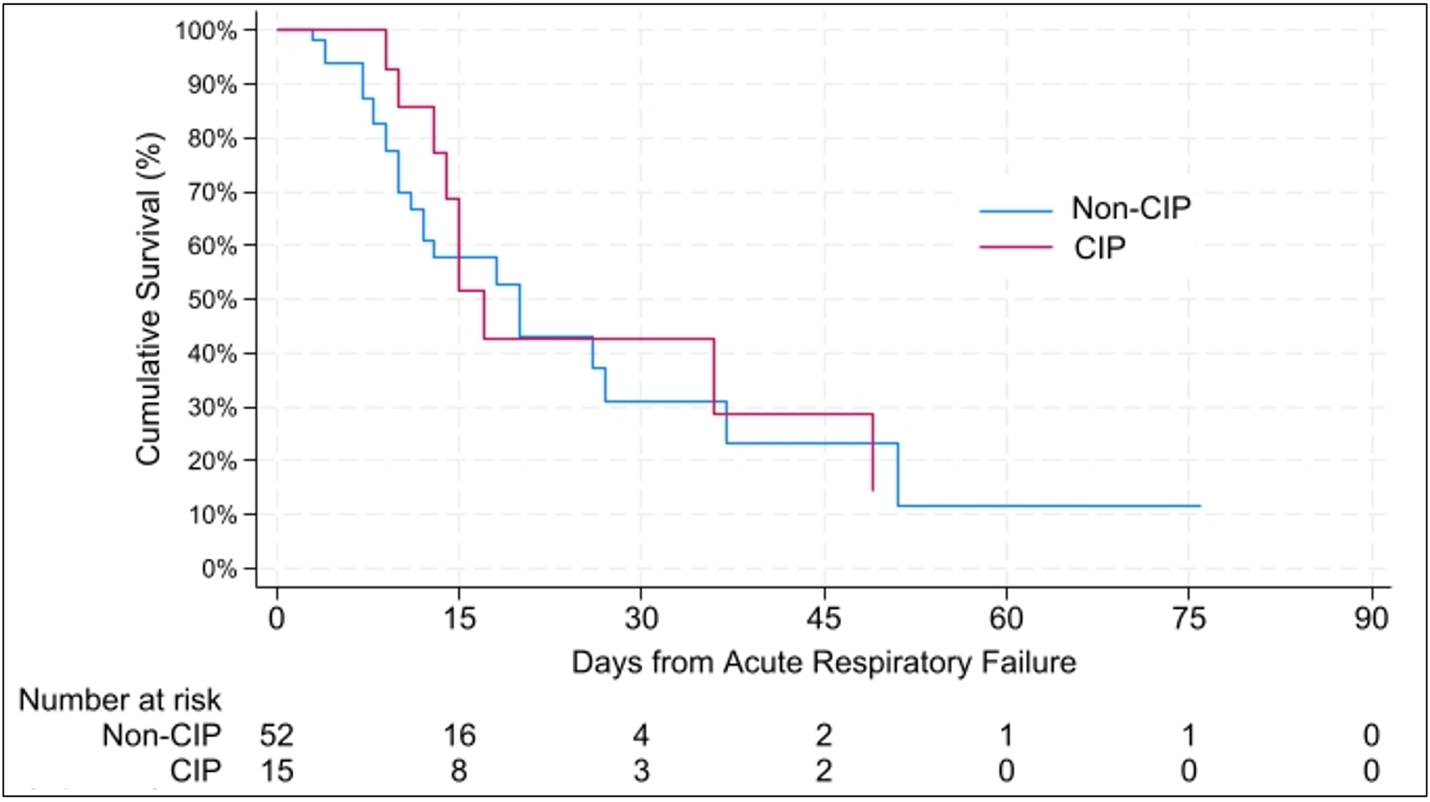 100%
90%
80%
70%
60%
50%
40%
30%
20%
10%
0%
Cumulative Survival (%)
Non-CIP
CIP
0 15 30 45 60 75 90
Days from Acute Respiratory Failure
Number at risk
Non-CIP 52 16 4 2 1 1 0
CIP 15 8 3 2 0 0 0